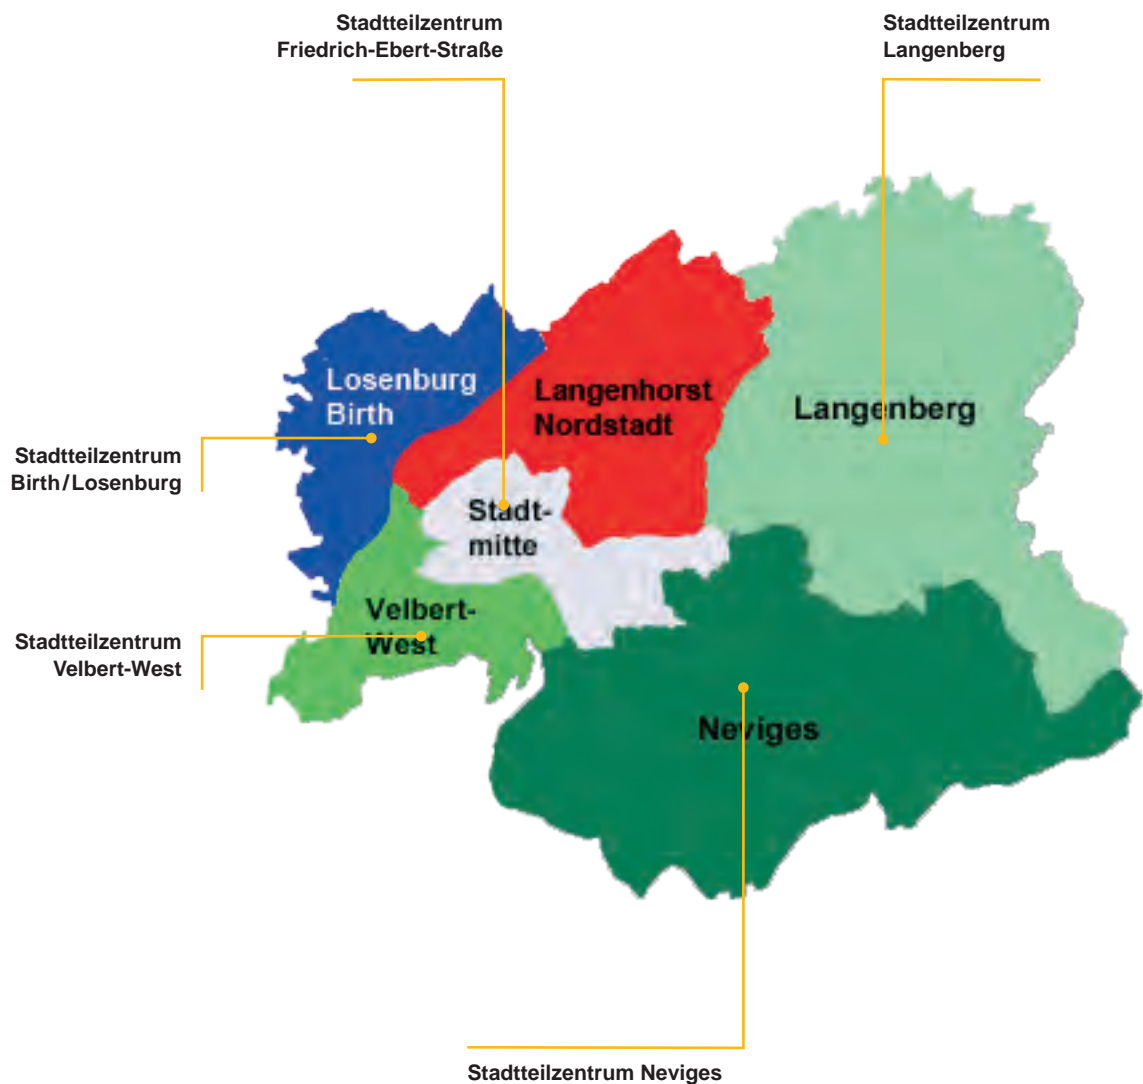 Stadtteilzentrum
Friedrich-Ebert-Straße
Stadtteilzentrum
Langenberg
Losenburg
Birth
Langenhorst
Nordstadt
Langenberg
Stadtteilzentrum
Birth/Losenburg
Stadt-
mitte
Velbert-
West
Stadtteilzentrum
Velbert-West
Neviges
Stadtteilzentrum Neviges